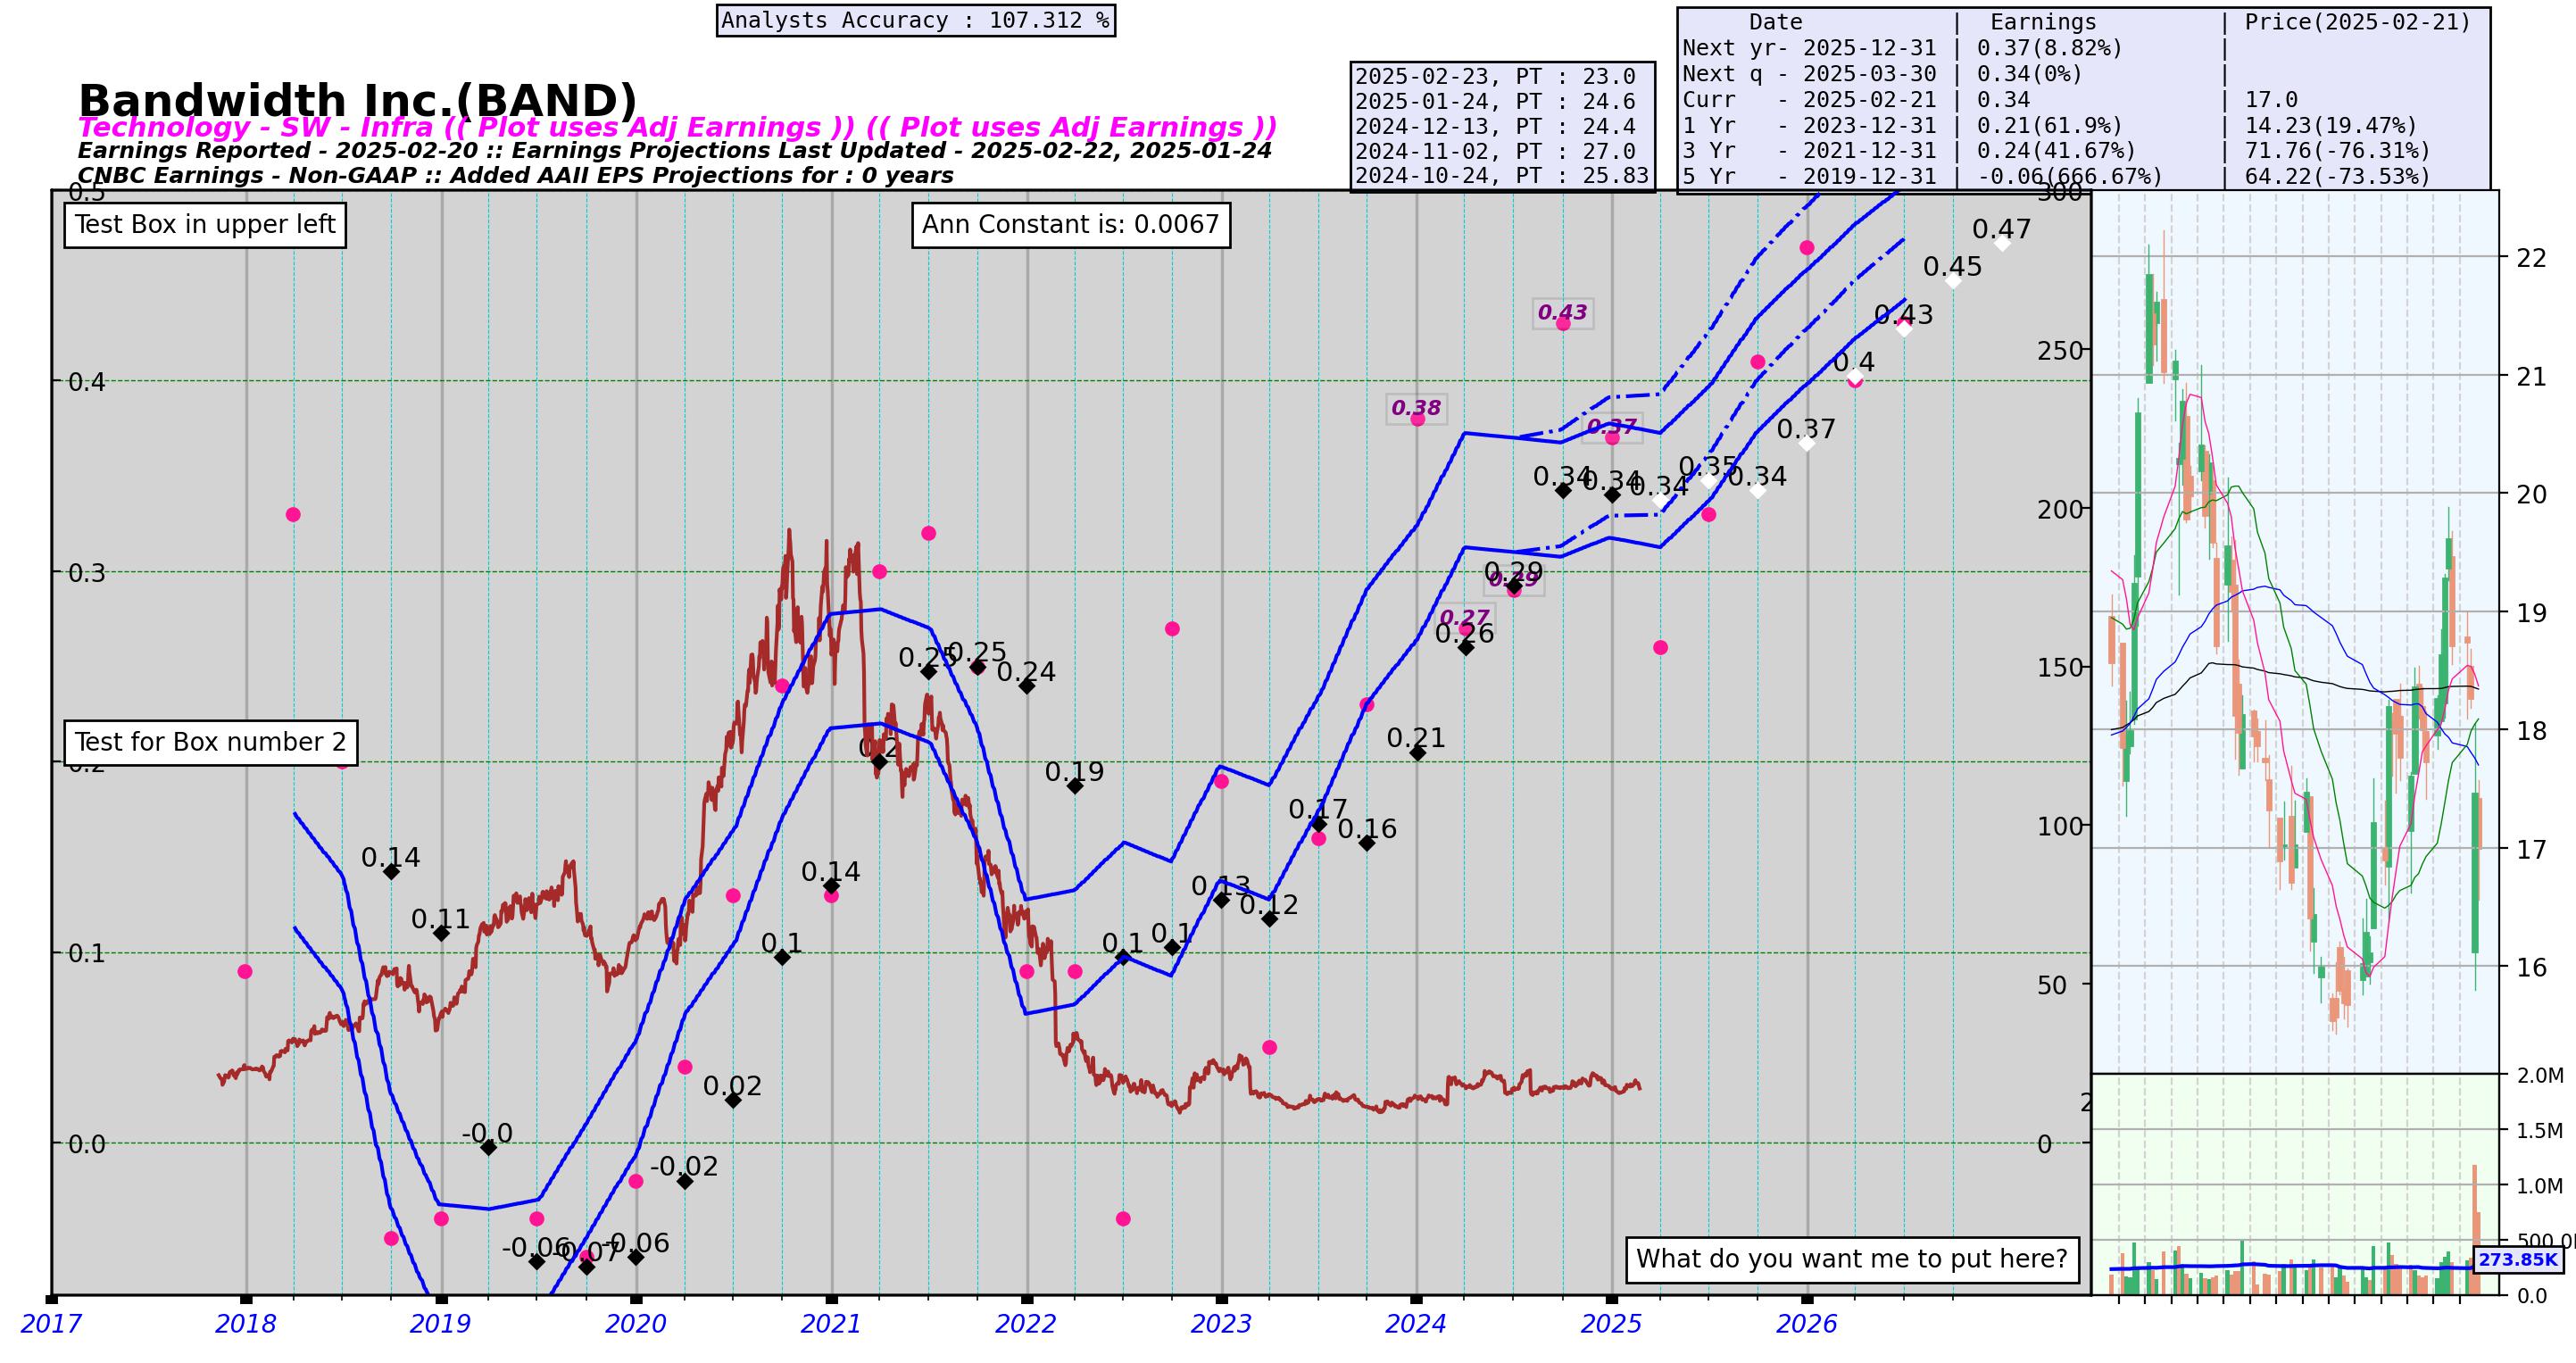 Analysts Accuracy : 107.312 %
Date | Earnings | Price(2025-02-21)
Next yr- 2025-12-31 | 0.37(8.82%) |
Next q - 2025-03-30 | 0.34(0%) |
Curr - 2025-02-21 | 0.34 | 17.0
1 Yr - 2023-12-31 | 0.21(61.9%) | 14.23(19.47%)
3 Yr - 2021-12-31 | 0.24(41.67%) | 71.76(-76.31%)
5 Yr - 2019-12-31 | -0.06(666.67%) | 64.22(-73.53%)
2025-02-23, PT : 23.0
2025-01-24, PT : 24.6
2024-12-13, PT : 24.4
2024-11-02, PT : 27.0
2024-10-24, PT : 25.83
Bandwidth Inc.(BAND)
Technology - SW - Infra (( Plot uses Adj Earnings )) (( Plot uses Adj Earnings ))
Earnings Reported - 2025-02-20 :: Earnings Projections Last Updated - 2025-02-22, 2025-01-24
CNBC Earnings - Non-GAAP :: Added AAII EPS Projections for : 0 years
Test Box in upper left
Ann Constant is: 0.0067
Test for Box number 2
What do you want me to put here?
0.5
0.4
0.3
0.2
0.1
0.0
0.14
0.11
-0.0
-0.06
-0.07
-0.06
-0.02
0.02
0.1
0.14
0.2
0.25
0.25
0.24
0.19
0.1
0.1
0.13
0.12
0.17
0.16
0.21
0.26
0.29
0.34
0.34
0.34
0.35
0.34
0.37
0.4
0.43
0.45
0.47
0.38
0.27
0.29
0.43
0.37
300
250
200
150
100
50
0
2
22
21
20
19
18
17
16
2.0M
1.5M
1.0M
500.0
273.85K
0.0
2017 2018 2019 2020 2021 2022 2023 2024 2025 2026